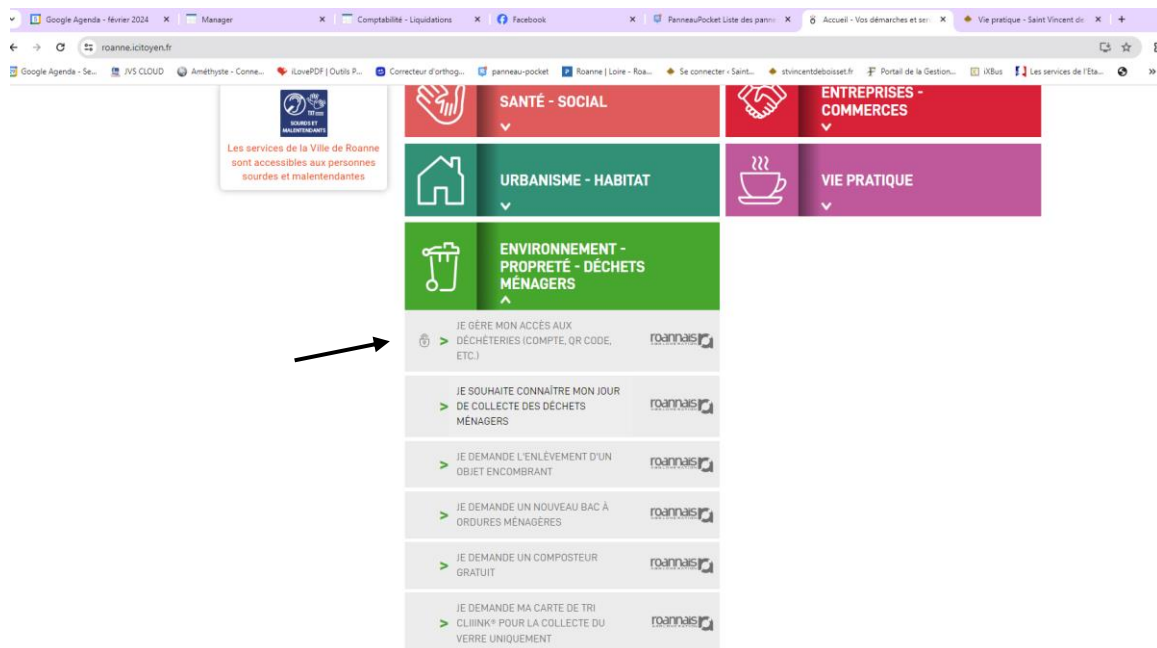 Google Agenda - février 2024
Manager
Comptabilité - Liquidations
Facebook
PanneauPocket Liste des panne
Accueil - Vos démarches et ser
Vie pratique - Saint Vincent de
roanne.icitoyen.fr
Google Agenda - Se...
JVS CLOUD
Améthyste - Conne...
iLovePDF | Outils P...
Correcteur d'orthog...
panneau-pocket
Roanne | Loire - Roa...
Se connecter ‹ Saint...
stvincentdeboisset.fr
Portail de la Gestion...
iXBus
Les services de l'Eta...
»
SOURDS ET
MALENTENDANTS
Les services de la Ville de Roanne
sont accessibles aux personnes
sourdes et malentendantes
SANTÉ - SOCIAL
ENTREPRISES -
COMMERCES
URBANISME - HABITAT
VIE PRATIQUE
ENVIRONNEMENT -
PROPRETÉ - DÉCHETS
MÉNAGERS
JE GÈRE MON ACCÈS AUX
> DÉCHÈTERIES (COMPTE, QR CODE,
ETC.)
roannais
JE SOUHAITE CONNAÎTRE MON JOUR
> DE COLLECTE DES DÉCHETS
MÉNAGERS
roannais
> JE DEMANDE L'ENLÈVEMENT D'UN
OBJET ENCOMBRANT
roannais
> JE DEMANDE UN NOUVEAU BAC À
ORDURES MÉNAGÈRES
roannais
> JE DEMANDE UN COMPOSTEUR
GRATUIT
roannais
JE DEMANDE MA CARTE DE TRI
> CLIIINK® POUR LA COLLECTE DU
VERRE UNIQUEMENT
roannais